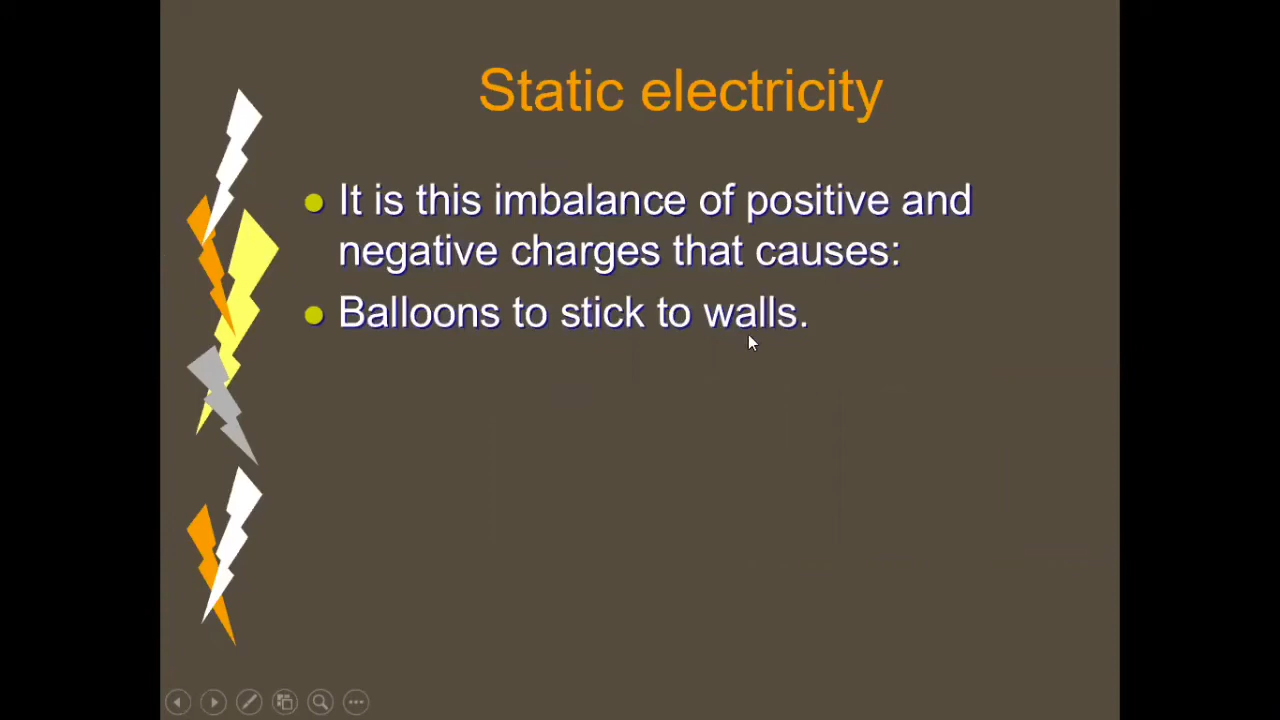 Static electricity
It is this imbalance of positive and
negative charges that causes:
Balloons to stick to walls.